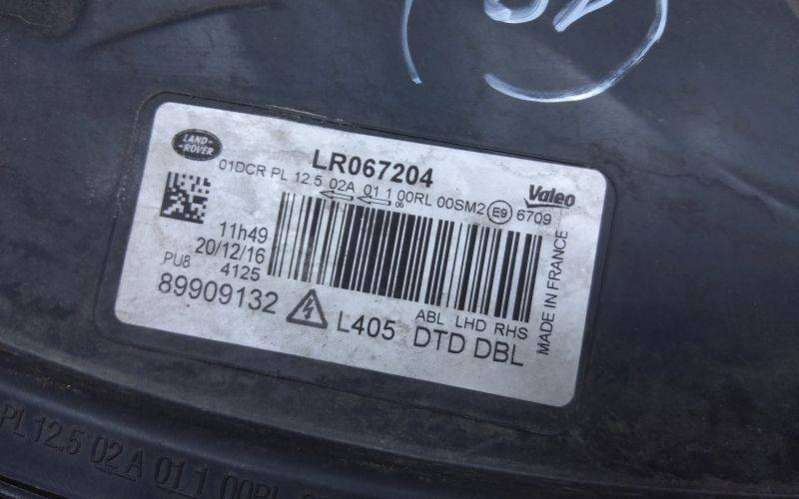 LAND-
-ROVER
LR067204
01DCR PL 12.5 02A 01 1 00RL 00SM2 E9 6709
Valeo
11h49
20/12/16
PU8 4125
89909132
L405 DTD DBL
ABL LHD RHS
MADE IN FRANCE
PL 12.5 02 A 01 1 00RL